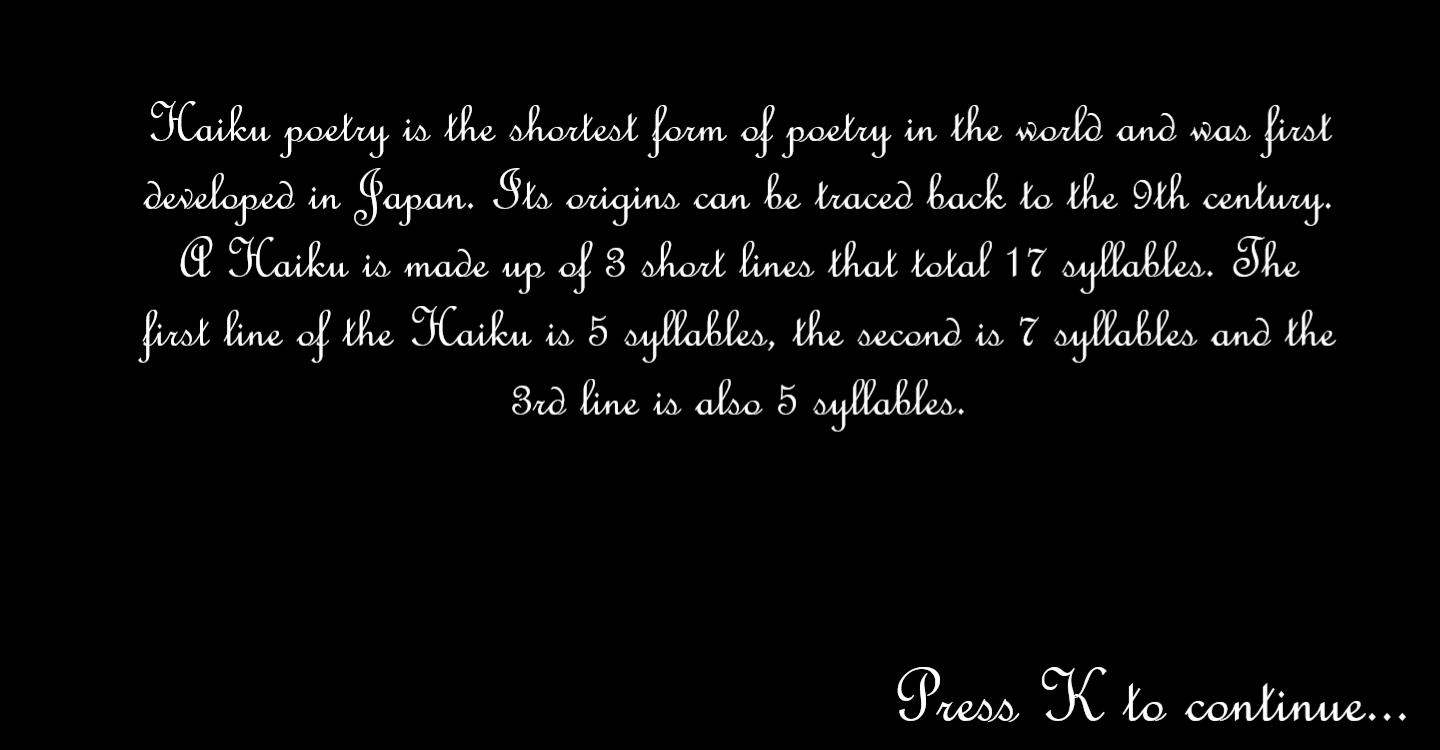 Haiku poetry is the shortest form of poetry in the world and was first
developed in Japan. Its origins can be traced back to the 9th century.
A Haiku is made up of 3 short lines that total 17 syllables. The
first line of the Haiku is 5 syllables, the second is 7 syllables and the
3rd line is also 5 syllables.
Press K to continue...